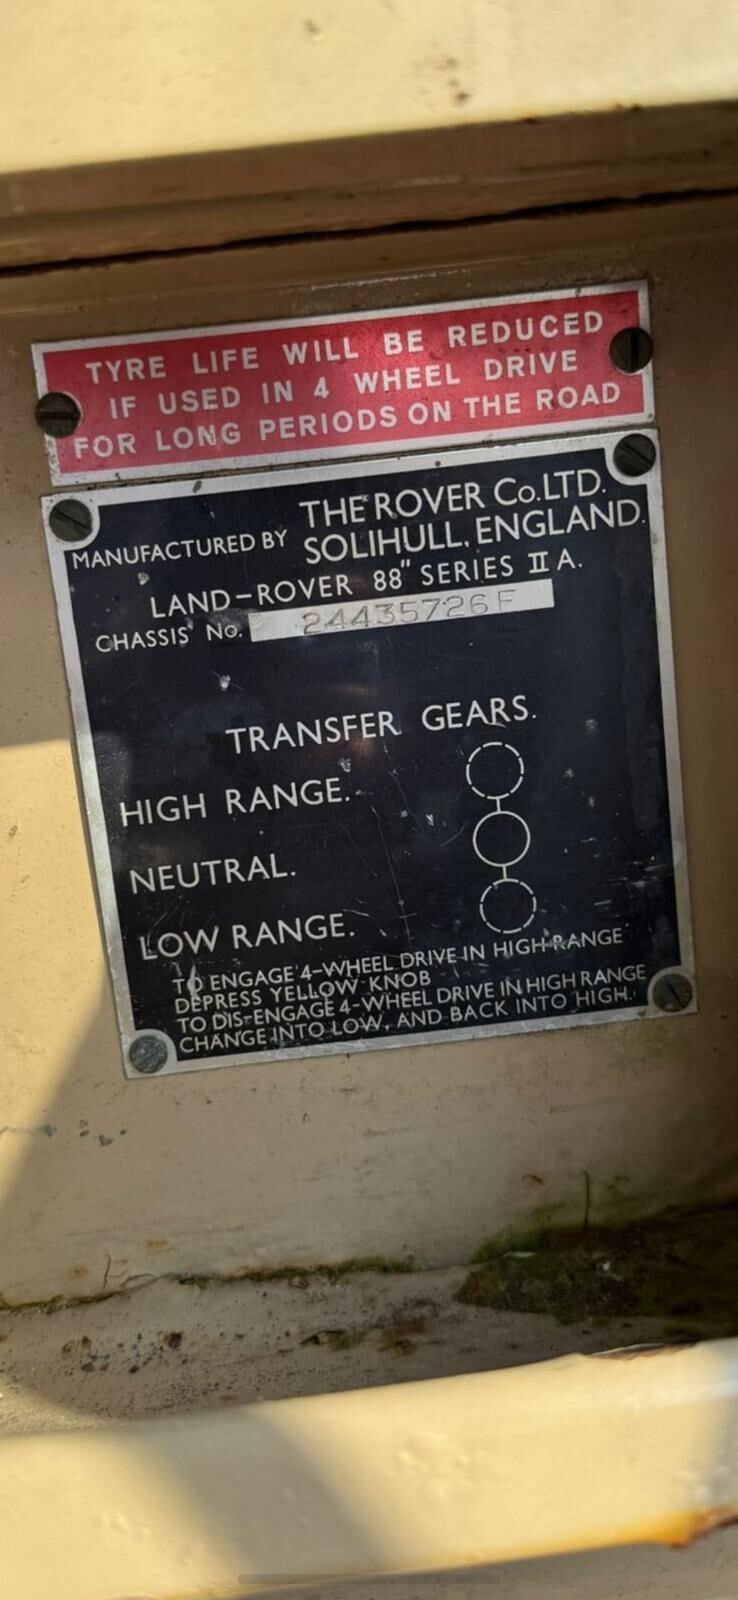 TYRE LIFE WILL BE REDUCED
IF USED IN 4 WHEEL DRIVE
FOR LONG PERIODS ON THE ROAD
MANUFACTURED BY THE ROVER Co. LTD.
SOLIHULL, ENGLAND.
LAND-ROVER 88" SERIES II A.
CHASSIS No. 24435726F
TRANSFER GEARS.
HIGH RANGE.
NEUTRAL.
LOW RANGE.
TO ENGAGE 4-WHEEL DRIVE IN HIGH RANGE
DEPRESS YELLOW KNOB
TO DIS-ENGAGE 4-WHEEL DRIVE IN HIGH RANGE
CHANGE INTO LOW, AND BACK INTO HIGH.